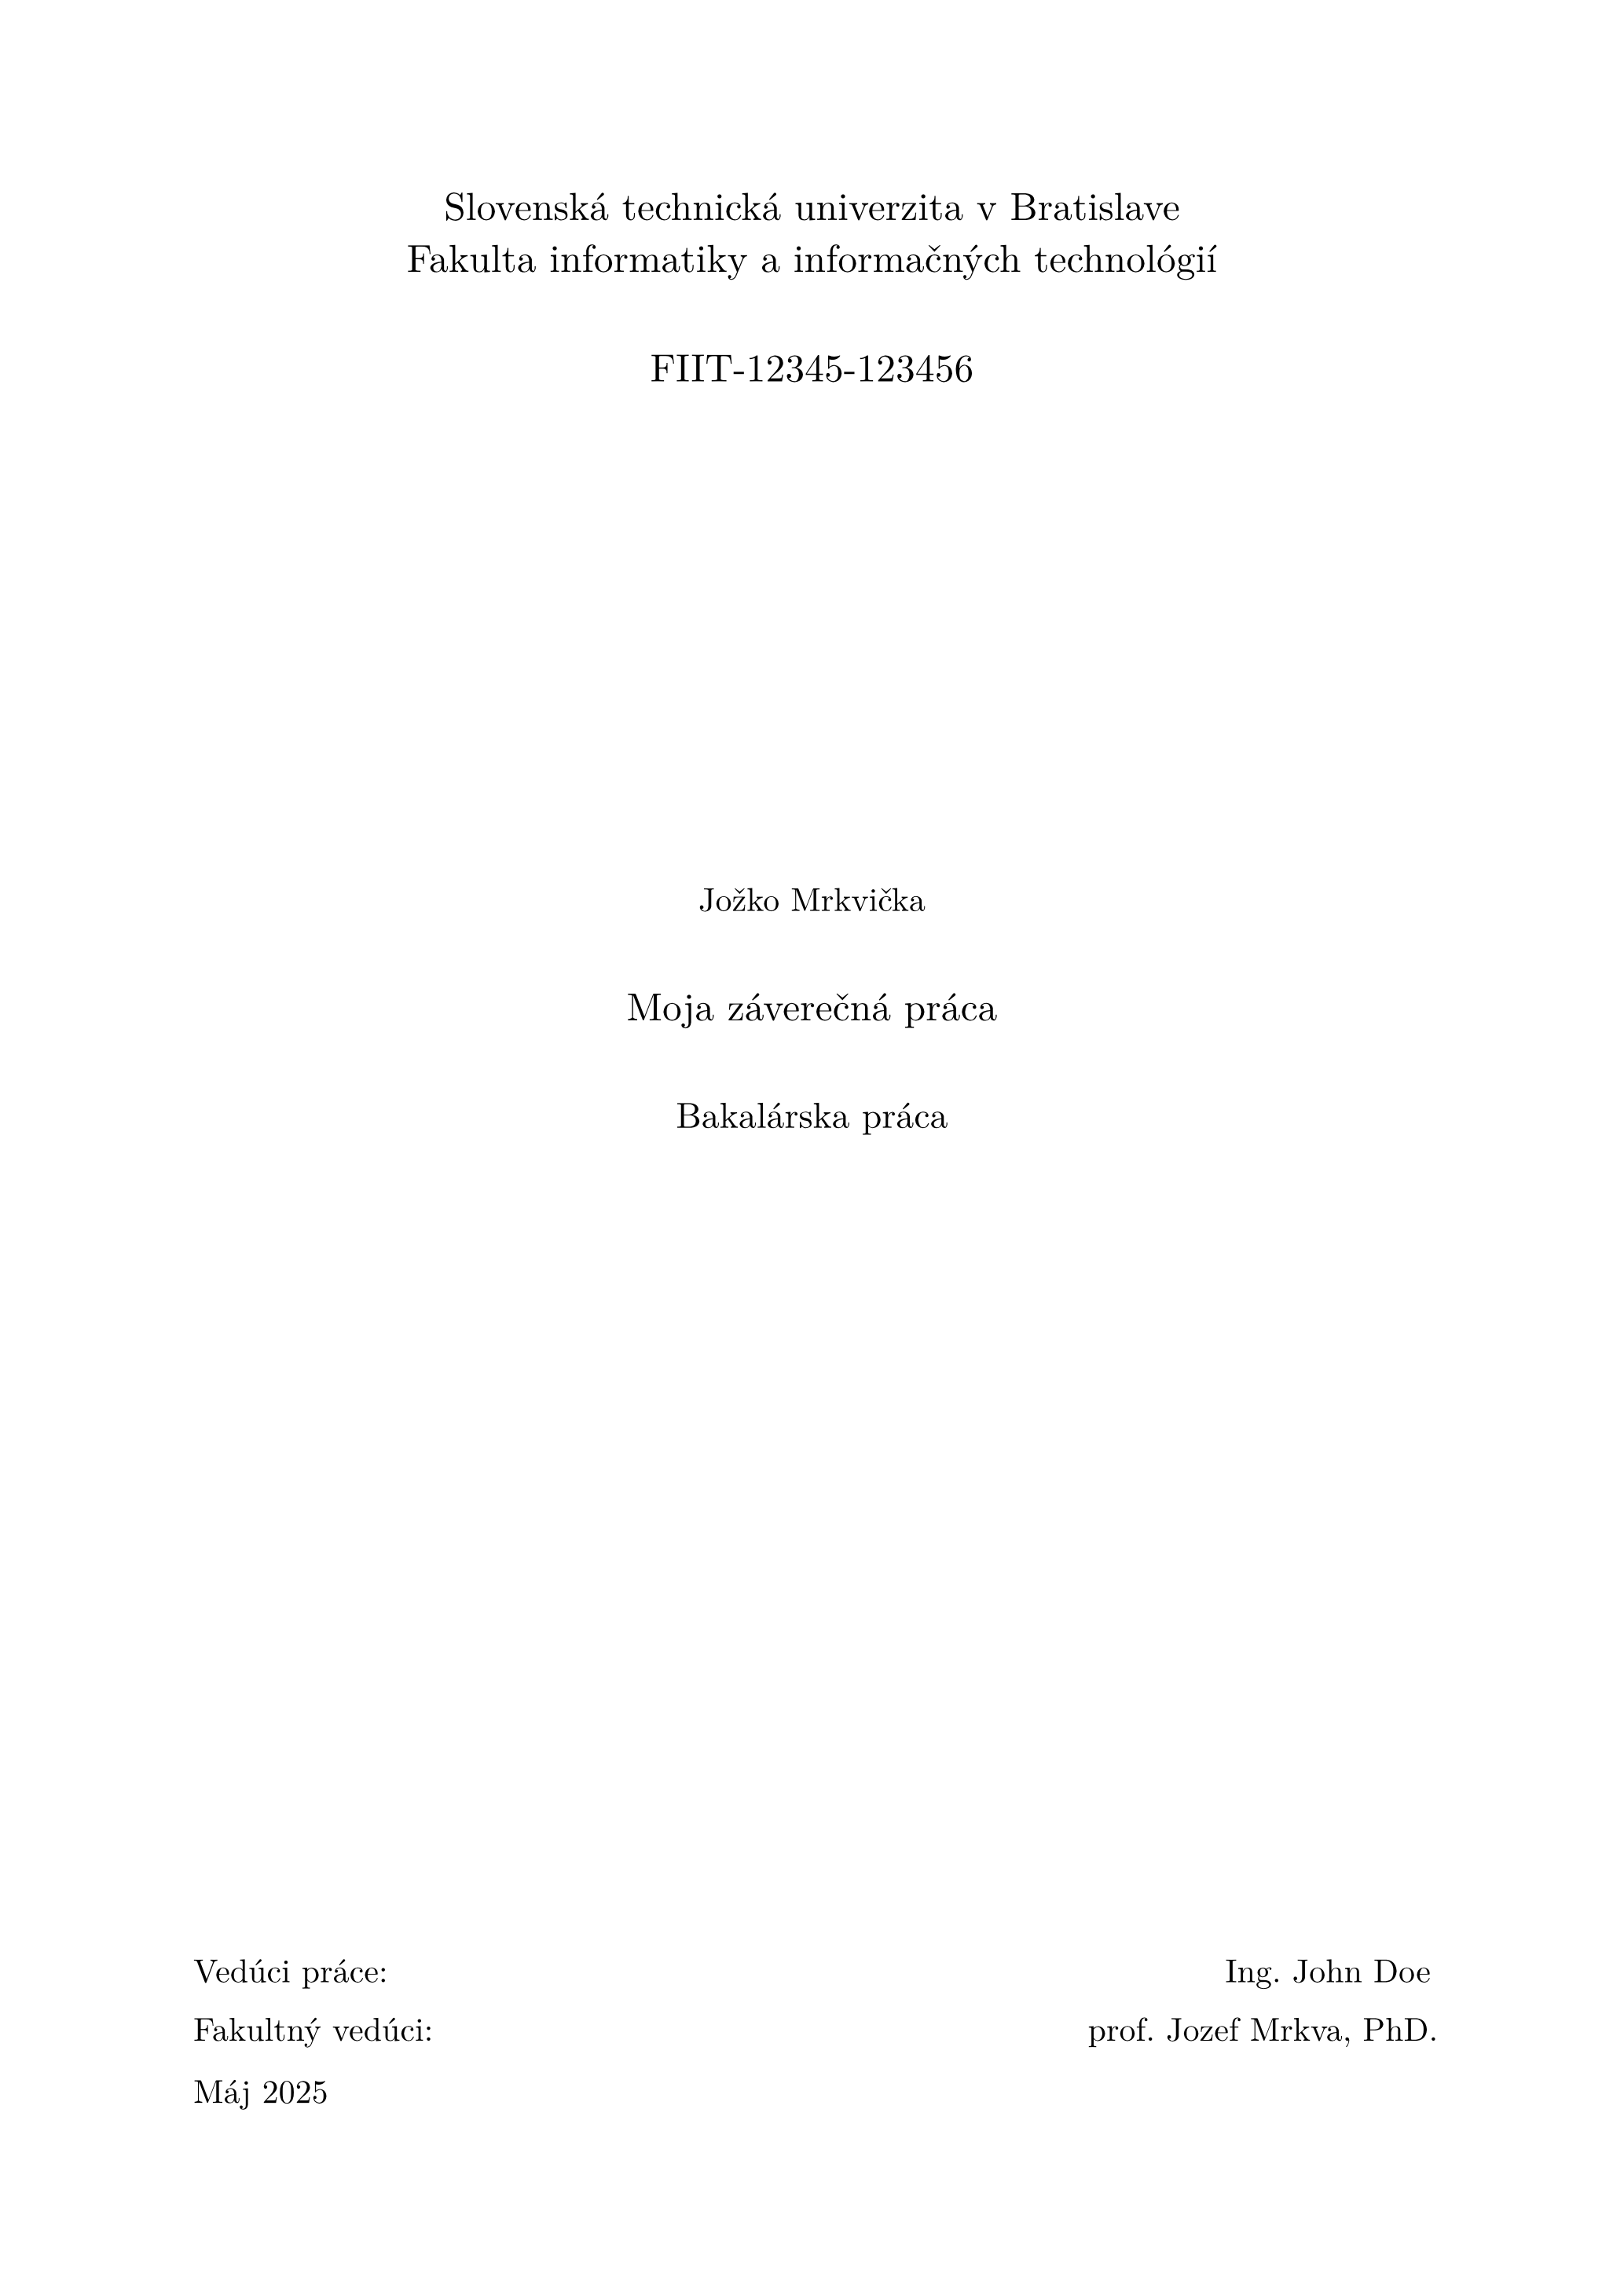 Slovenská technická univerzita v Bratislave
Fakulta informatiky a informačných technológií
FIIT-12345-123456
Jožko Mrkvička
Moja záverečná práca
Bakalárska práca
Vedúci práce: Ing. John Doe
Fakultný vedúci: prof. Jozef Mrkva, PhD.
Máj 2025